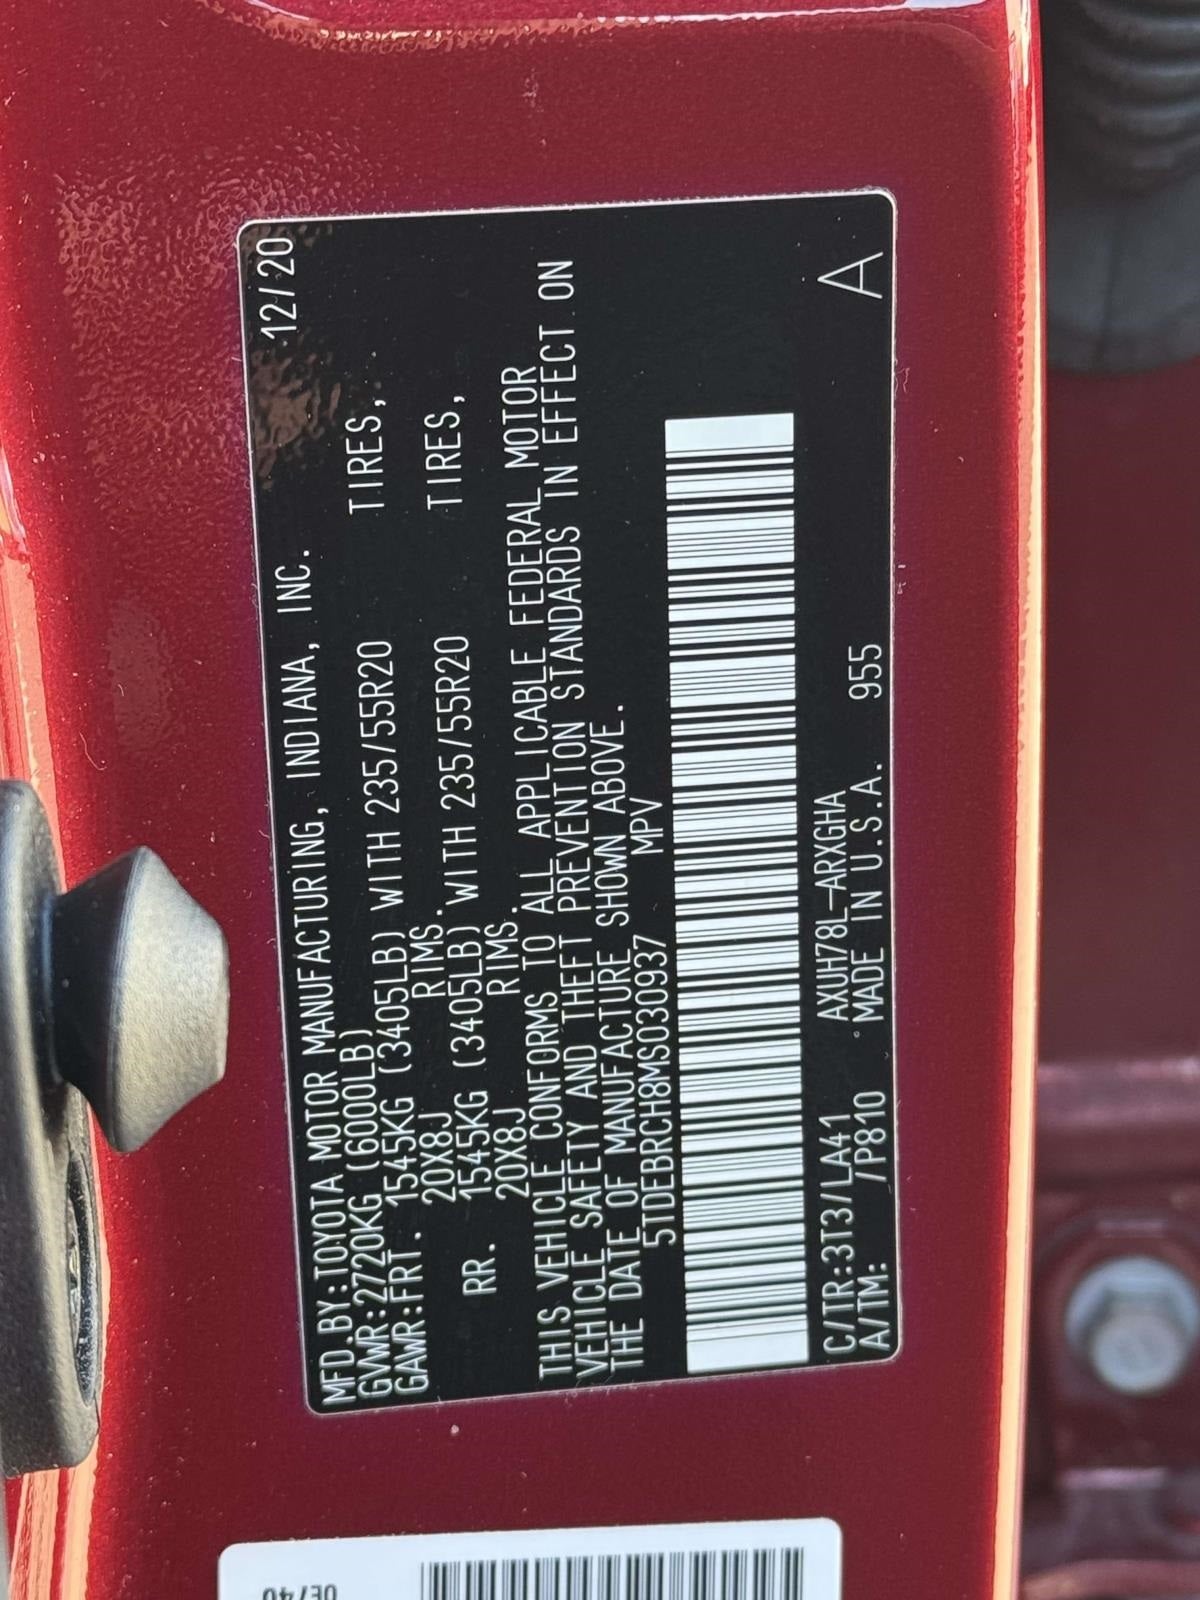 MFD.BY:TOYOTA MOTOR MANUFACTURING, INDIANA, INC. 12/20
GVWR:2720KG (6000LB)
GAWR:FRT. 1545KG (3405LB) WITH 235/55R20 TIRES,
20X8J RIMS.
RR. 1545KG (3405LB) WITH 235/55R20 TIRES,
20X8J RIMS.
THIS VEHICLE CONFORMS TO ALL APPLICABLE FEDERAL MOTOR
VEHICLE SAFETY AND THEFT PREVENTION STANDARDS IN EFFECT ON
THE DATE OF MANUFACTURE SHOWN ABOVE.
5TDEBRCH8MS030937 MPV
C/TR:3T3/LA41 AXUH78L-ARXGHA
A/TM: /P810 MADE IN U.S.A. 955 A